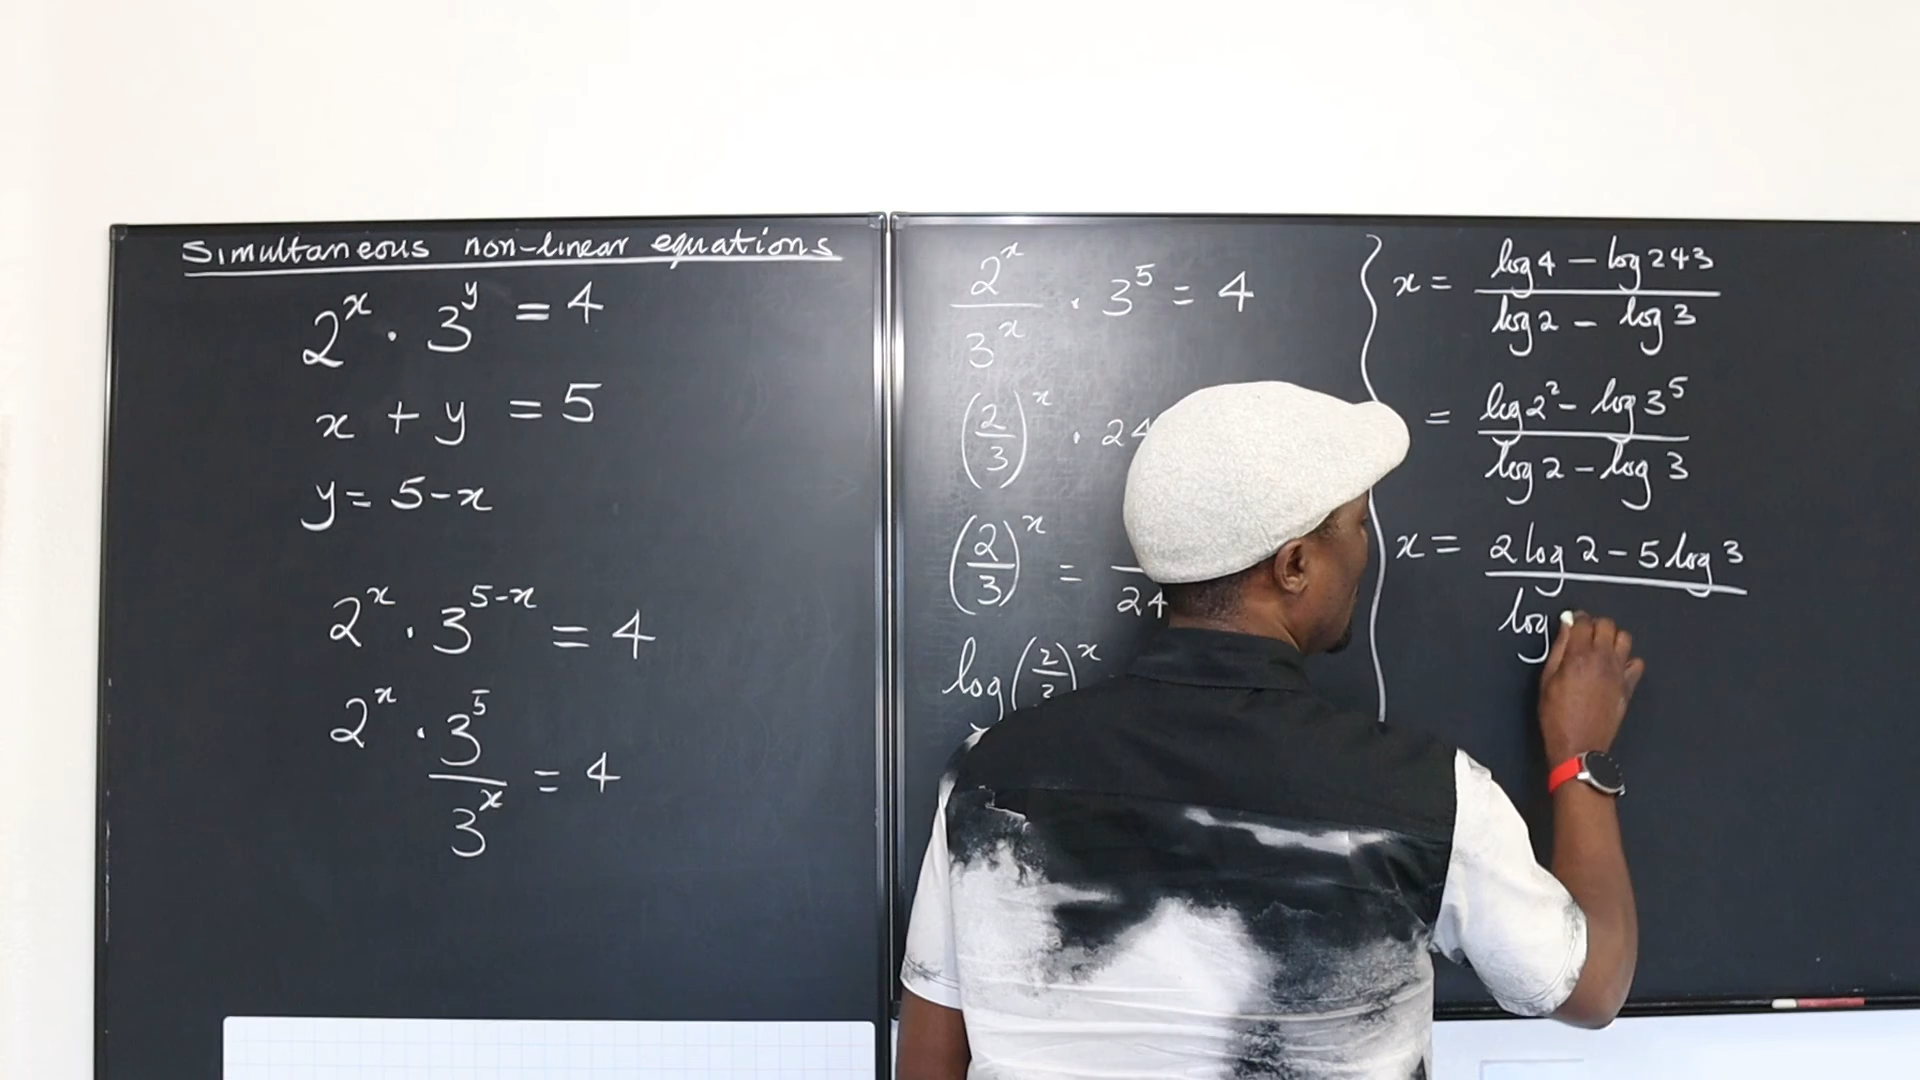 Simultaneous non-linear equations
2^x · 3^y = 4
x + y = 5
y = 5-x
2^x · 3^(5-x) = 4
2^x · 3^5/3^x = 4
2^x/3^x · 3^5 = 4
(2/3)^x · 24
(2/3)^x = /24
log(2/
x = (log 4 - log 243)/(log 2 - log 3)
= (log 2^2 - log 3^5)/(log 2 - log 3)
x = (2 log 2 - 5 log 3)/log